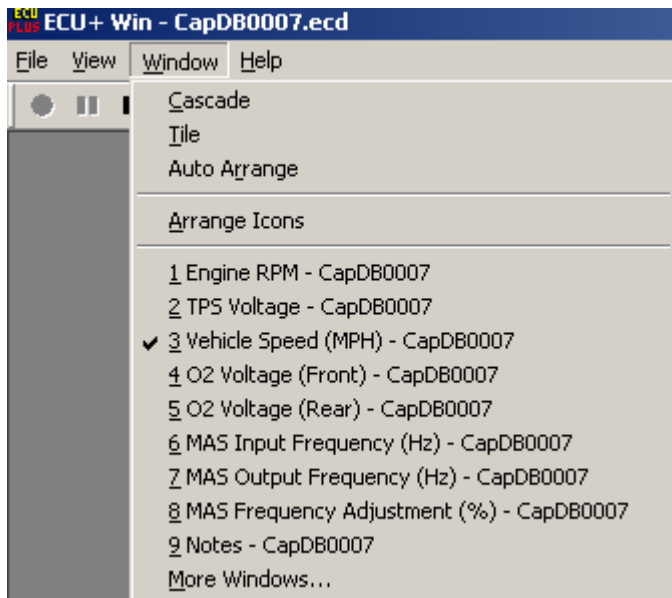 ECU PLUS ECU+ Win - CapDB0007.ecd
File View Window Help
Cascade
Tile
Auto Arrange
Arrange Icons
1 Engine RPM - CapDB0007
2 TPS Voltage - CapDB0007
3 Vehicle Speed (MPH) - CapDB0007
4 O2 Voltage (Front) - CapDB0007
5 O2 Voltage (Rear) - CapDB0007
6 MAS Input Frequency (Hz) - CapDB0007
7 MAS Output Frequency (Hz) - CapDB0007
8 MAS Frequency Adjustment (%) - CapDB0007
9 Notes - CapDB0007
More Windows...